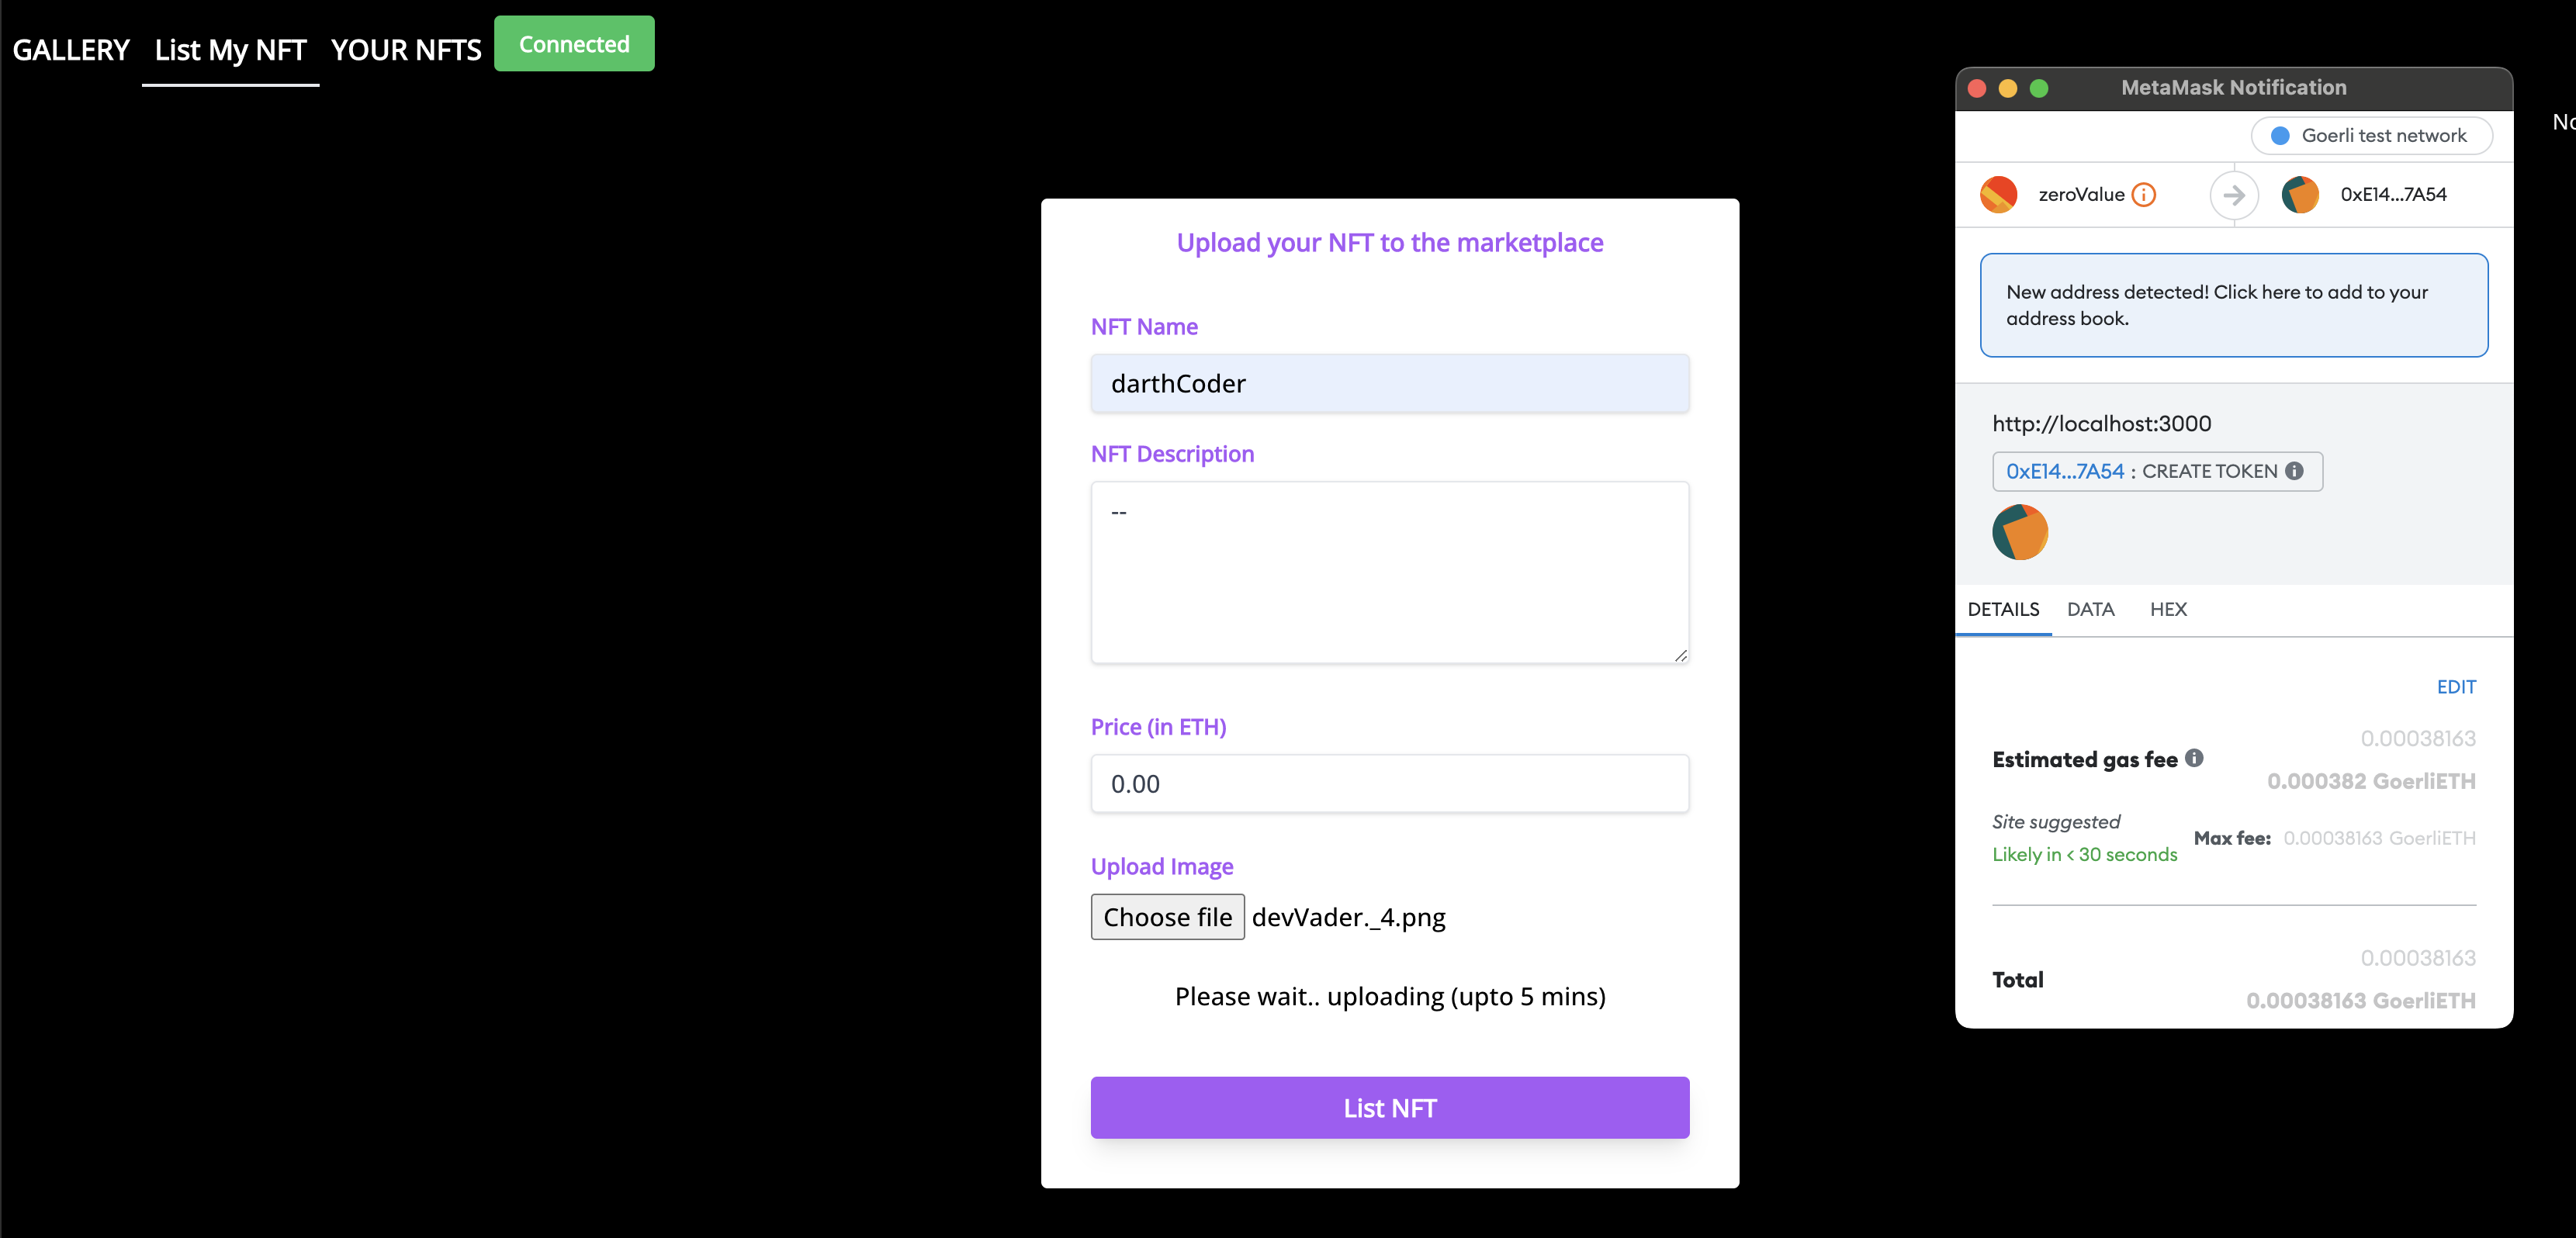 GALLERY List My NFT YOUR NFTS Connected
Upload your NFT to the marketplace
NFT Name
darthCoder
NFT Description
--
Price (in ETH)
0.00
Upload Image
Choose file devVader._4.png
Please wait.. uploading (upto 5 mins)
List NFT
MetaMask Notification
Goerli test network
zeroValue 0xE14...7A54
New address detected! Click here to add to your
address book.
http://localhost:3000
0xE14...7A54 : CREATE TOKEN
DETAILS DATA HEX
EDIT
0.00038163
Estimated gas fee
0.000382 GoerliETH
Site suggested
Max fee: 0.00038163 GoerliETH
Likely in < 30 seconds
0.00038163
Total
0.00038163 GoerliETH